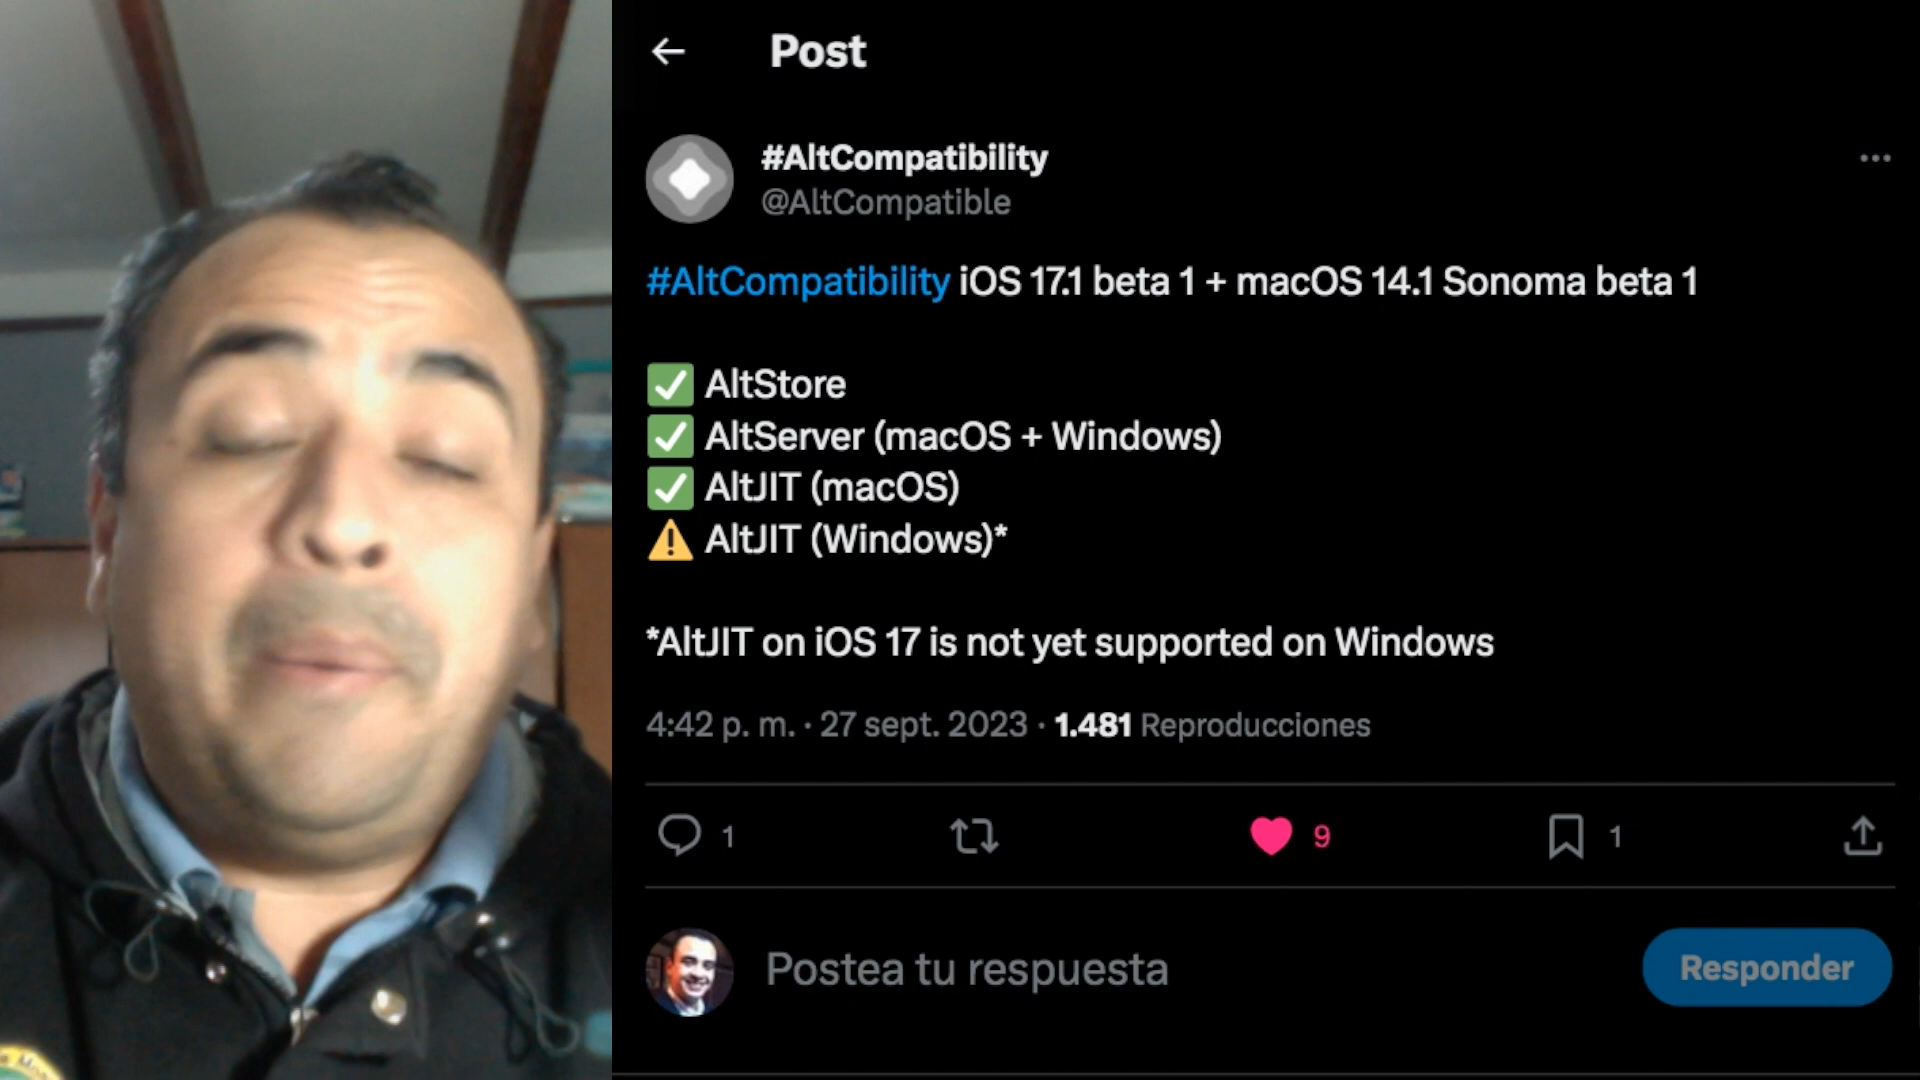 Post
#AltCompatibility
@AltCompatible
#AltCompatibility iOS 17.1 beta 1 + macOS 14.1 Sonoma beta 1
✅ AltStore
✅ AltServer (macOS + Windows)
✅ AltJIT (macOS)
⚠️ AltJIT (Windows)*
*AltJIT on iOS 17 is not yet supported on Windows
4:42 p. m. · 27 sept. 2023 · 1.481 Reproducciones
1 9 1
Postea tu respuesta
Responder